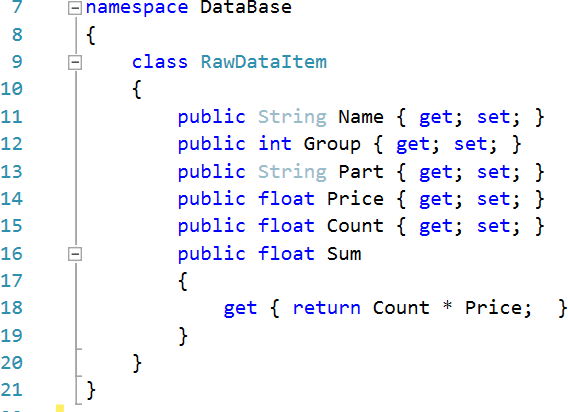 7 namespace DataBase
8 {
9 class RawDataItem
10 {
11 public String Name { get; set; }
12 public int Group { get; set; }
13 public String Part { get; set; }
14 public float Price { get; set; }
15 public float Count { get; set; }
16 public float Sum
17 {
18 get { return Count * Price;  }
19 }
20 }
21 }